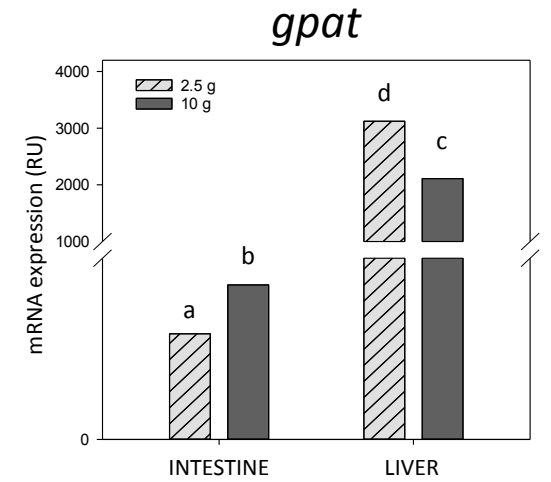 gpat
4000
3000
2000
1000
0
mRNA expression (RU)
2.5 g
10 g
a
b
d
c
INTESTINE
LIVER